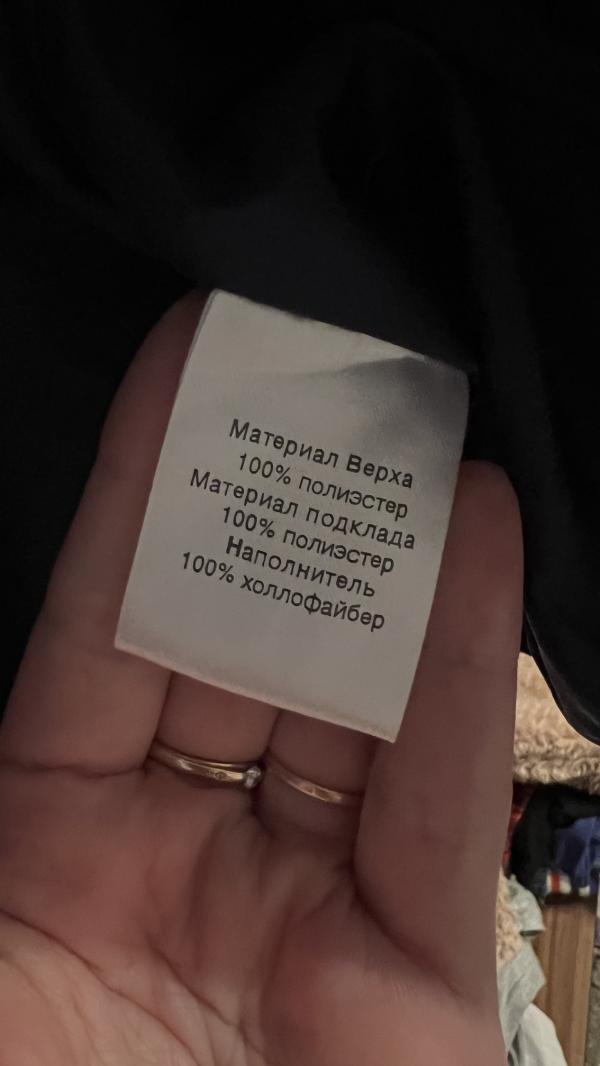 Материал Верха
100% полиэстер
Материал подклада
100% полиэстер
Наполнитель
100% холлофайбер